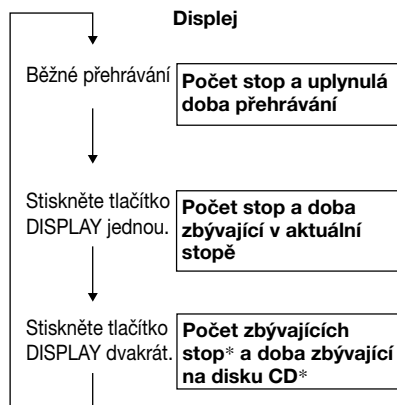 Displej
Běžné přehrávání
Počet stop a uplynulá
doba přehrávání
Stiskněte tlačítko
DISPLAY jednou.
Počet stop a doba
zbývající v aktuální
stopě
Stiskněte tlačítko
DISPLAY dvakrát.
Počet zbývajících
stop* a doba zbývající
na disku CD*